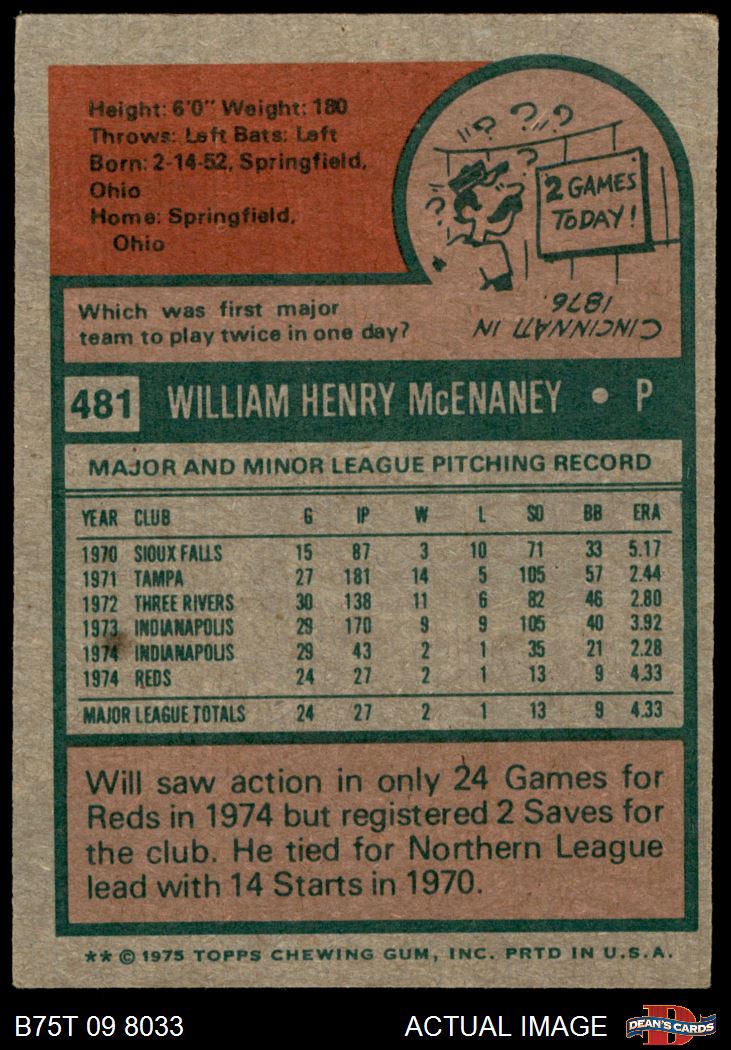 Height: 6'0" Weight: 180
Throws: Left Bats: Left
Born: 2-14-52, Springfield,
Ohio
Home: Springfield,
Ohio
? ? ? ? ?
2 GAMES
TODAY!
Which was first major
team to play twice in one day?
CINCINNATI IN
1876.
481 WILLIAM HENRY McENANEY • P
MAJOR AND MINOR LEAGUE PITCHING RECORD
YEAR CLUB G IP W L SO BB ERA
1970 SIOUX FALLS 15 87 3 10 71 33 5.17
1971 TAMPA 27 181 14 5 105 57 2.44
1972 THREE RIVERS 30 138 11 6 82 46 2.80
1973 INDIANAPOLIS 29 170 9 9 105 40 3.92
1974 INDIANAPOLIS 29 43 2 1 35 21 2.28
1974 REDS 24 27 2 1 13 9 4.33
MAJOR LEAGUE TOTALS 24 27 2 1 13 9 4.33
Will saw action in only 24 Games for
Reds in 1974 but registered 2 Saves for
the club. He tied for Northern League
lead with 14 Starts in 1970.
** © 1975 TOPPS CHEWING GUM, INC. PRTD IN U.S.A.
B75T 09 8033 ACTUAL IMAGE DEAN'S CARDS